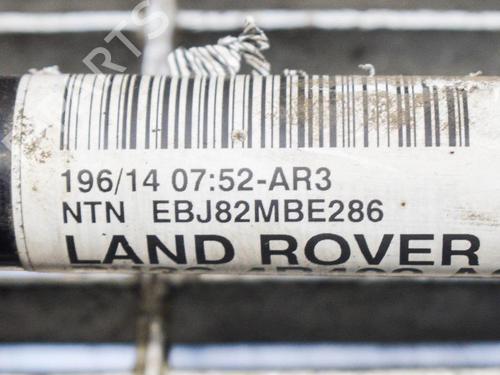 196/14 07:52-AR3
NTN EBJ82MBE286
LAND ROVER